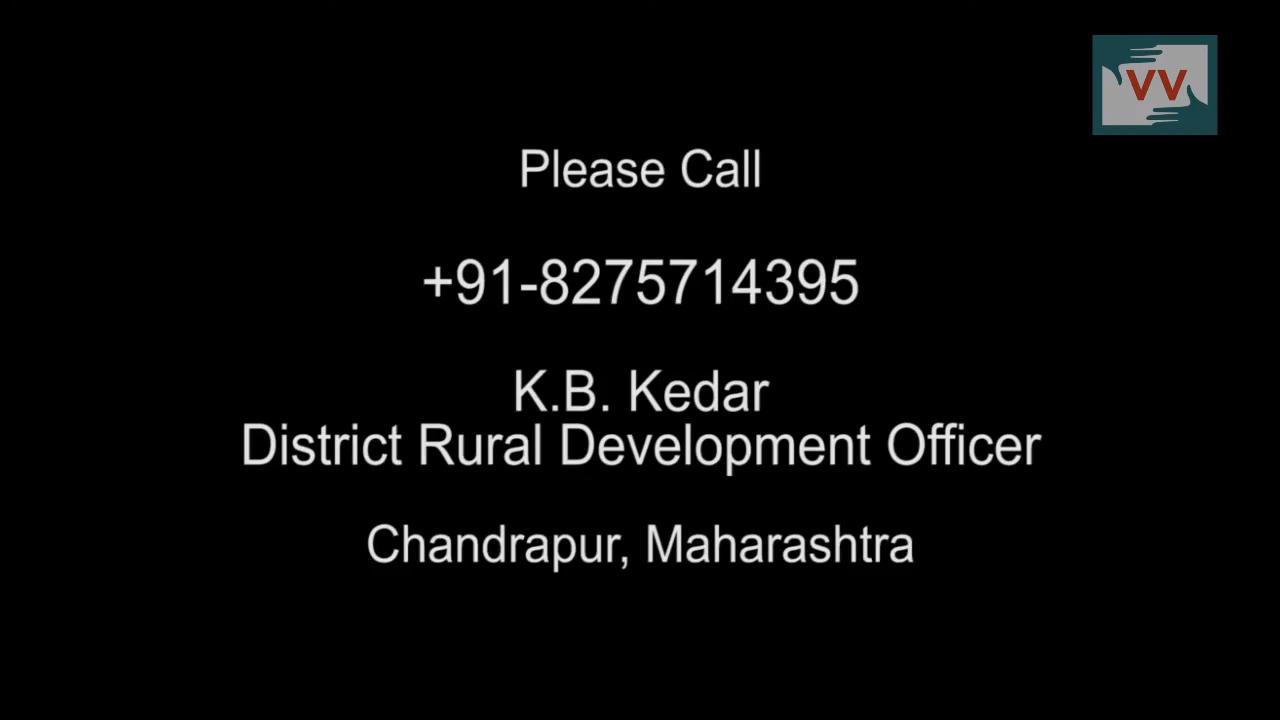 VV
Please Call
+91-8275714395
K.B. Kedar
District Rural Development Officer
Chandrapur, Maharashtra